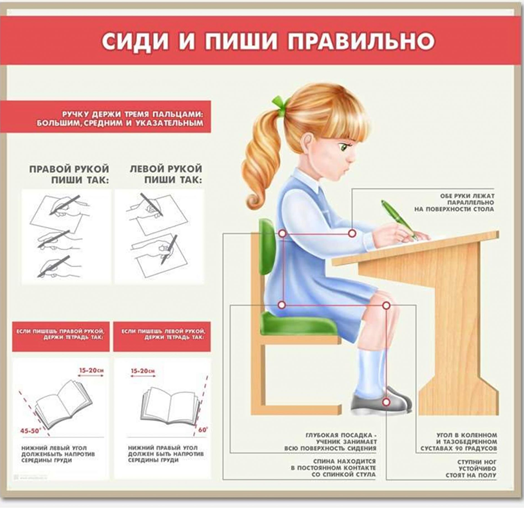 СИДИ И ПИШИ ПРАВИЛЬНО
РУЧКУ ДЕРЖИ ТРЕМЯ ПАЛЬЦАМИ:
БОЛЬШИМ, СРЕДНИМ И УКАЗАТЕЛЬНЫМ
ПРАВОЙ РУКОЙ
ПИШИ ТАК:
ЛЕВОЙ РУКОЙ
ПИШИ ТАК:
ОБЕ РУКИ ЛЕЖАТ
ПАРАЛЛЕЛЬНО
НА ПОВЕРХНОСТИ СТОЛА
ЕСЛИ ПИШЕШЬ ПРАВОЙ РУКОЙ,
ДЕРЖИ ТЕТРАДЬ ТАК:
15-20см
45-50°
НИЖНИЙ ЛЕВЫЙ УГОЛ
ДОЛЖЕНБЫТЬ НАПРОТИВ
СЕРЕДИНЫ ГРУДИ
ЕСЛИ ПИШЕШЬ ЛЕВОЙ РУКОЙ,
ДЕРЖИ ТЕТРАДЬ ТАК:
15-20см
60°
НИЖНИЙ ПРАВЫЙ УГОЛ
ДОЛЖЕН БЫТЬ НАПРОТИВ
СЕРЕДИНЫ ГРУДИ
ГЛУБОКАЯ ПОСАДКА -
УЧЕНИК ЗАНИМАЕТ
ВСЮ ПОВЕРХНОСТЬ СИДЕНИЯ
СПИНА НАХОДИТСЯ
В ПОСТОЯННОМ КОНТАКТЕ
СО СПИНКОЙ СТУЛА
УГОЛ В КОЛЕННОМ
И ТАЗОБЕДРЕННОМ
СУСТАВАХ 90 ГРАДУСОВ
СТУПНИ НОГ
УСТОЙЧИВО
СТОЯТ НА ПОЛУ